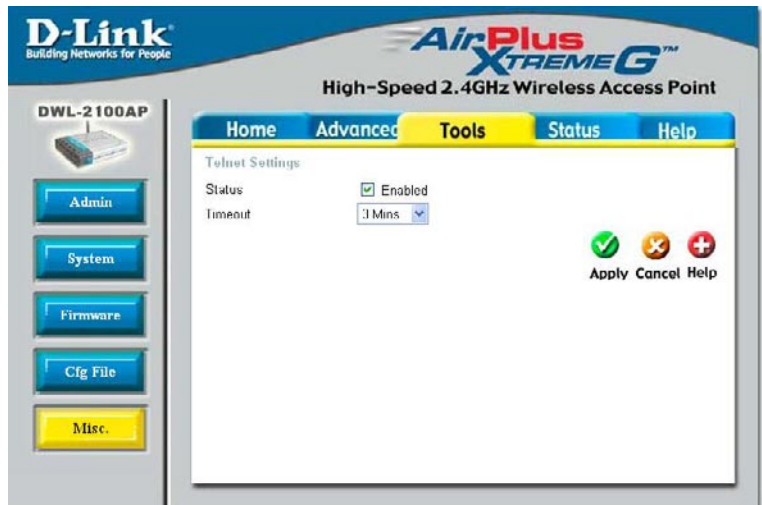 D-Link
Building Networks for People
AirPlus
XTREME G™
High-Speed 2.4GHz Wireless Access Point
DWL-2100AP
Home Advanced Tools Status Help
Telnet Settings
Status Enabled
Timeout 3 Mins
Apply Cancel Help
Admin
System
Firmware
Cfg File
Misc.